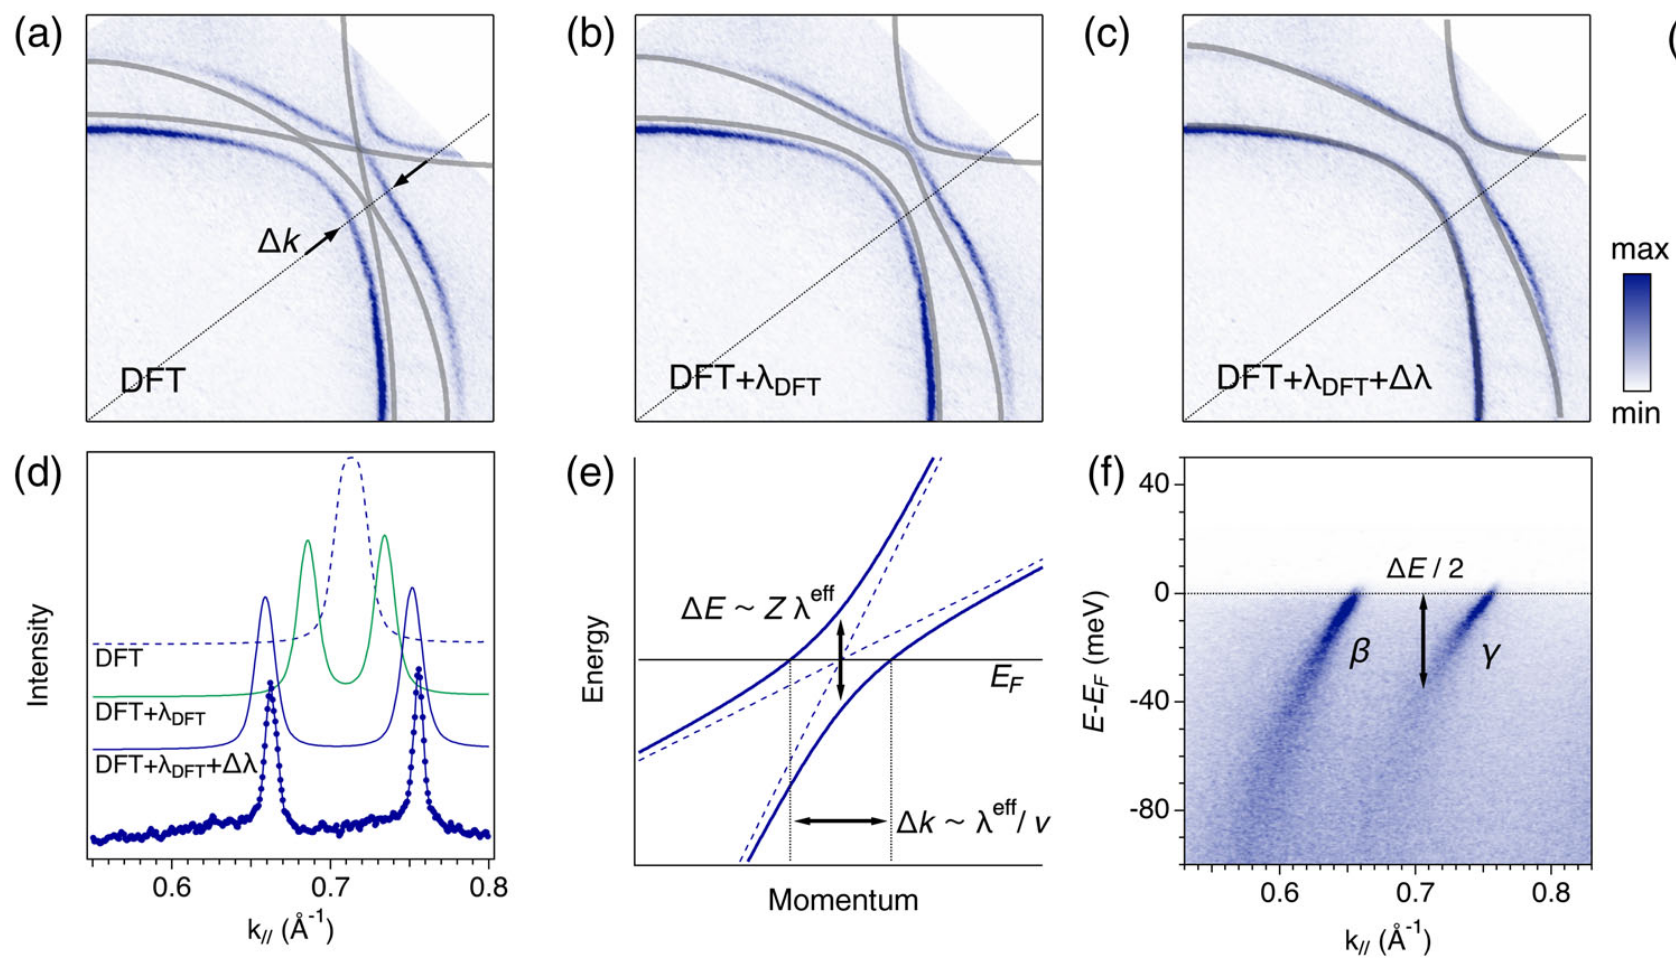 (a)
Δk
DFT
(b)
DFT+λDFT
(c)
DFT+λDFT+Δλ
(
max
min
(d)
Intensity
DFT
DFT+λDFT
DFT+λDFT+Δλ
0.6
0.7
0.8
k// (Å-1)
(e)
Energy
ΔE ~ Z λeff
EF
Δk ~ λeff/ v
Momentum
(f)
E-EF (meV)
40
0
-40
-80
ΔE / 2
β
γ
0.6
0.7
0.8
k// (Å-1)